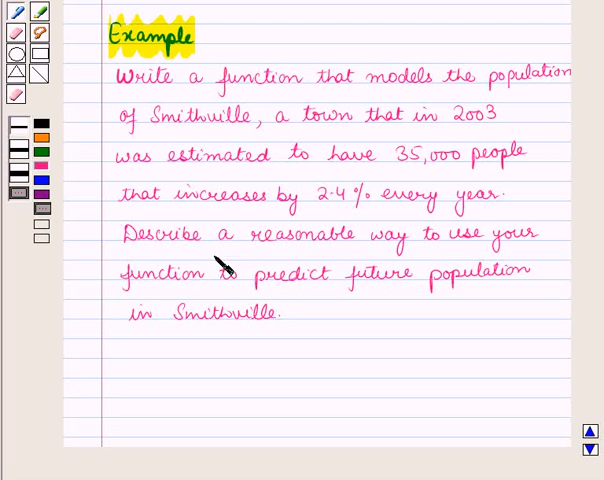 Example
Write a function that models the population
of Smithville, a town that in 2003
was estimated to have 35,000 people
that increases by 2.4% every year.
Describe a reasonable way to use your
function to predict future population
in Smithville.